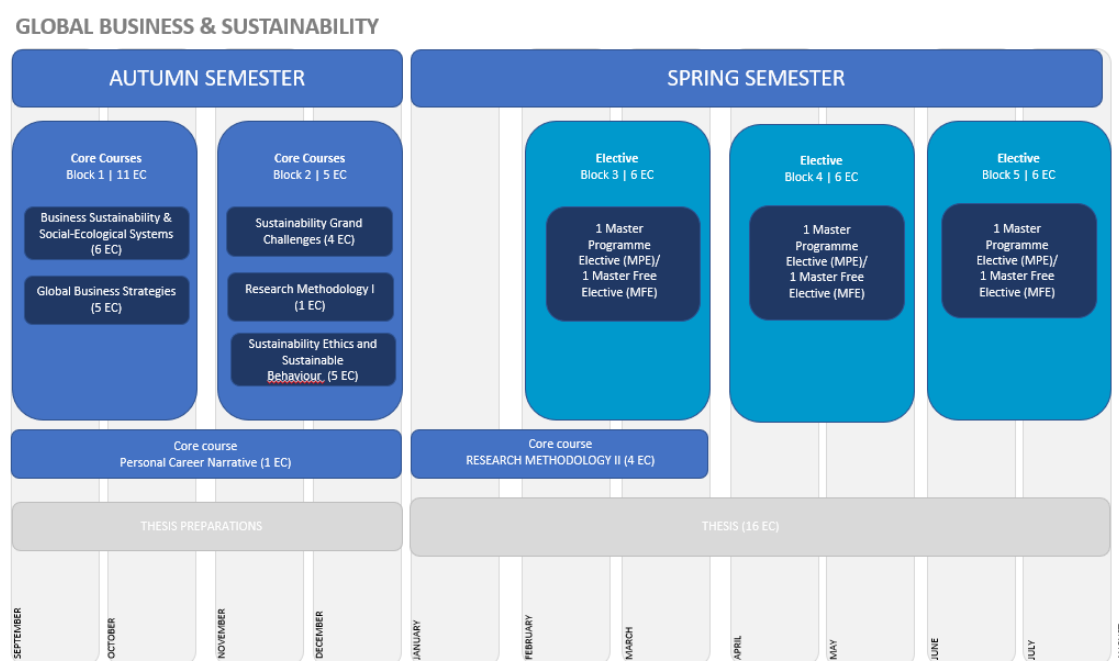 GLOBAL BUSINESS & SUSTAINABILITY
AUTUMN SEMESTER
SPRING SEMESTER
Core Courses
Block 1 | 11 EC
Business Sustainability &
Social-Ecological Systems
(6 EC)
Global Business Strategies
(5 EC)
Core Courses
Block 2 | 5 EC
Sustainability Grand
Challenges (4 EC)
Research Methodology I
(1 EC)
Sustainability Ethics and
Sustainable
Behaviour (5 EC)
Elective
Block 3 | 6 EC
1 Master
Programme
Elective (MPE)/
1 Master Free
Elective (MFE)
Elective
Block 4 | 6 EC
1 Master
Programme
Elective (MPE)/
1 Master Free
Elective (MFE)
Elective
Block 5 | 6 EC
1 Master
Programme
Elective (MPE)/
1 Master Free
Elective (MFE)
Core course
Personal Career Narrative (1 EC)
Core course
RESEARCH METHODOLOGY II (4 EC)
THESIS PREPARATIONS
THESIS (16 EC)
SEPTEMBER
OCTOBER
NOVEMBER
DECEMBER
JANUARY
FEBRUARY
MARCH
APRIL
MAY
JUNE
JULY